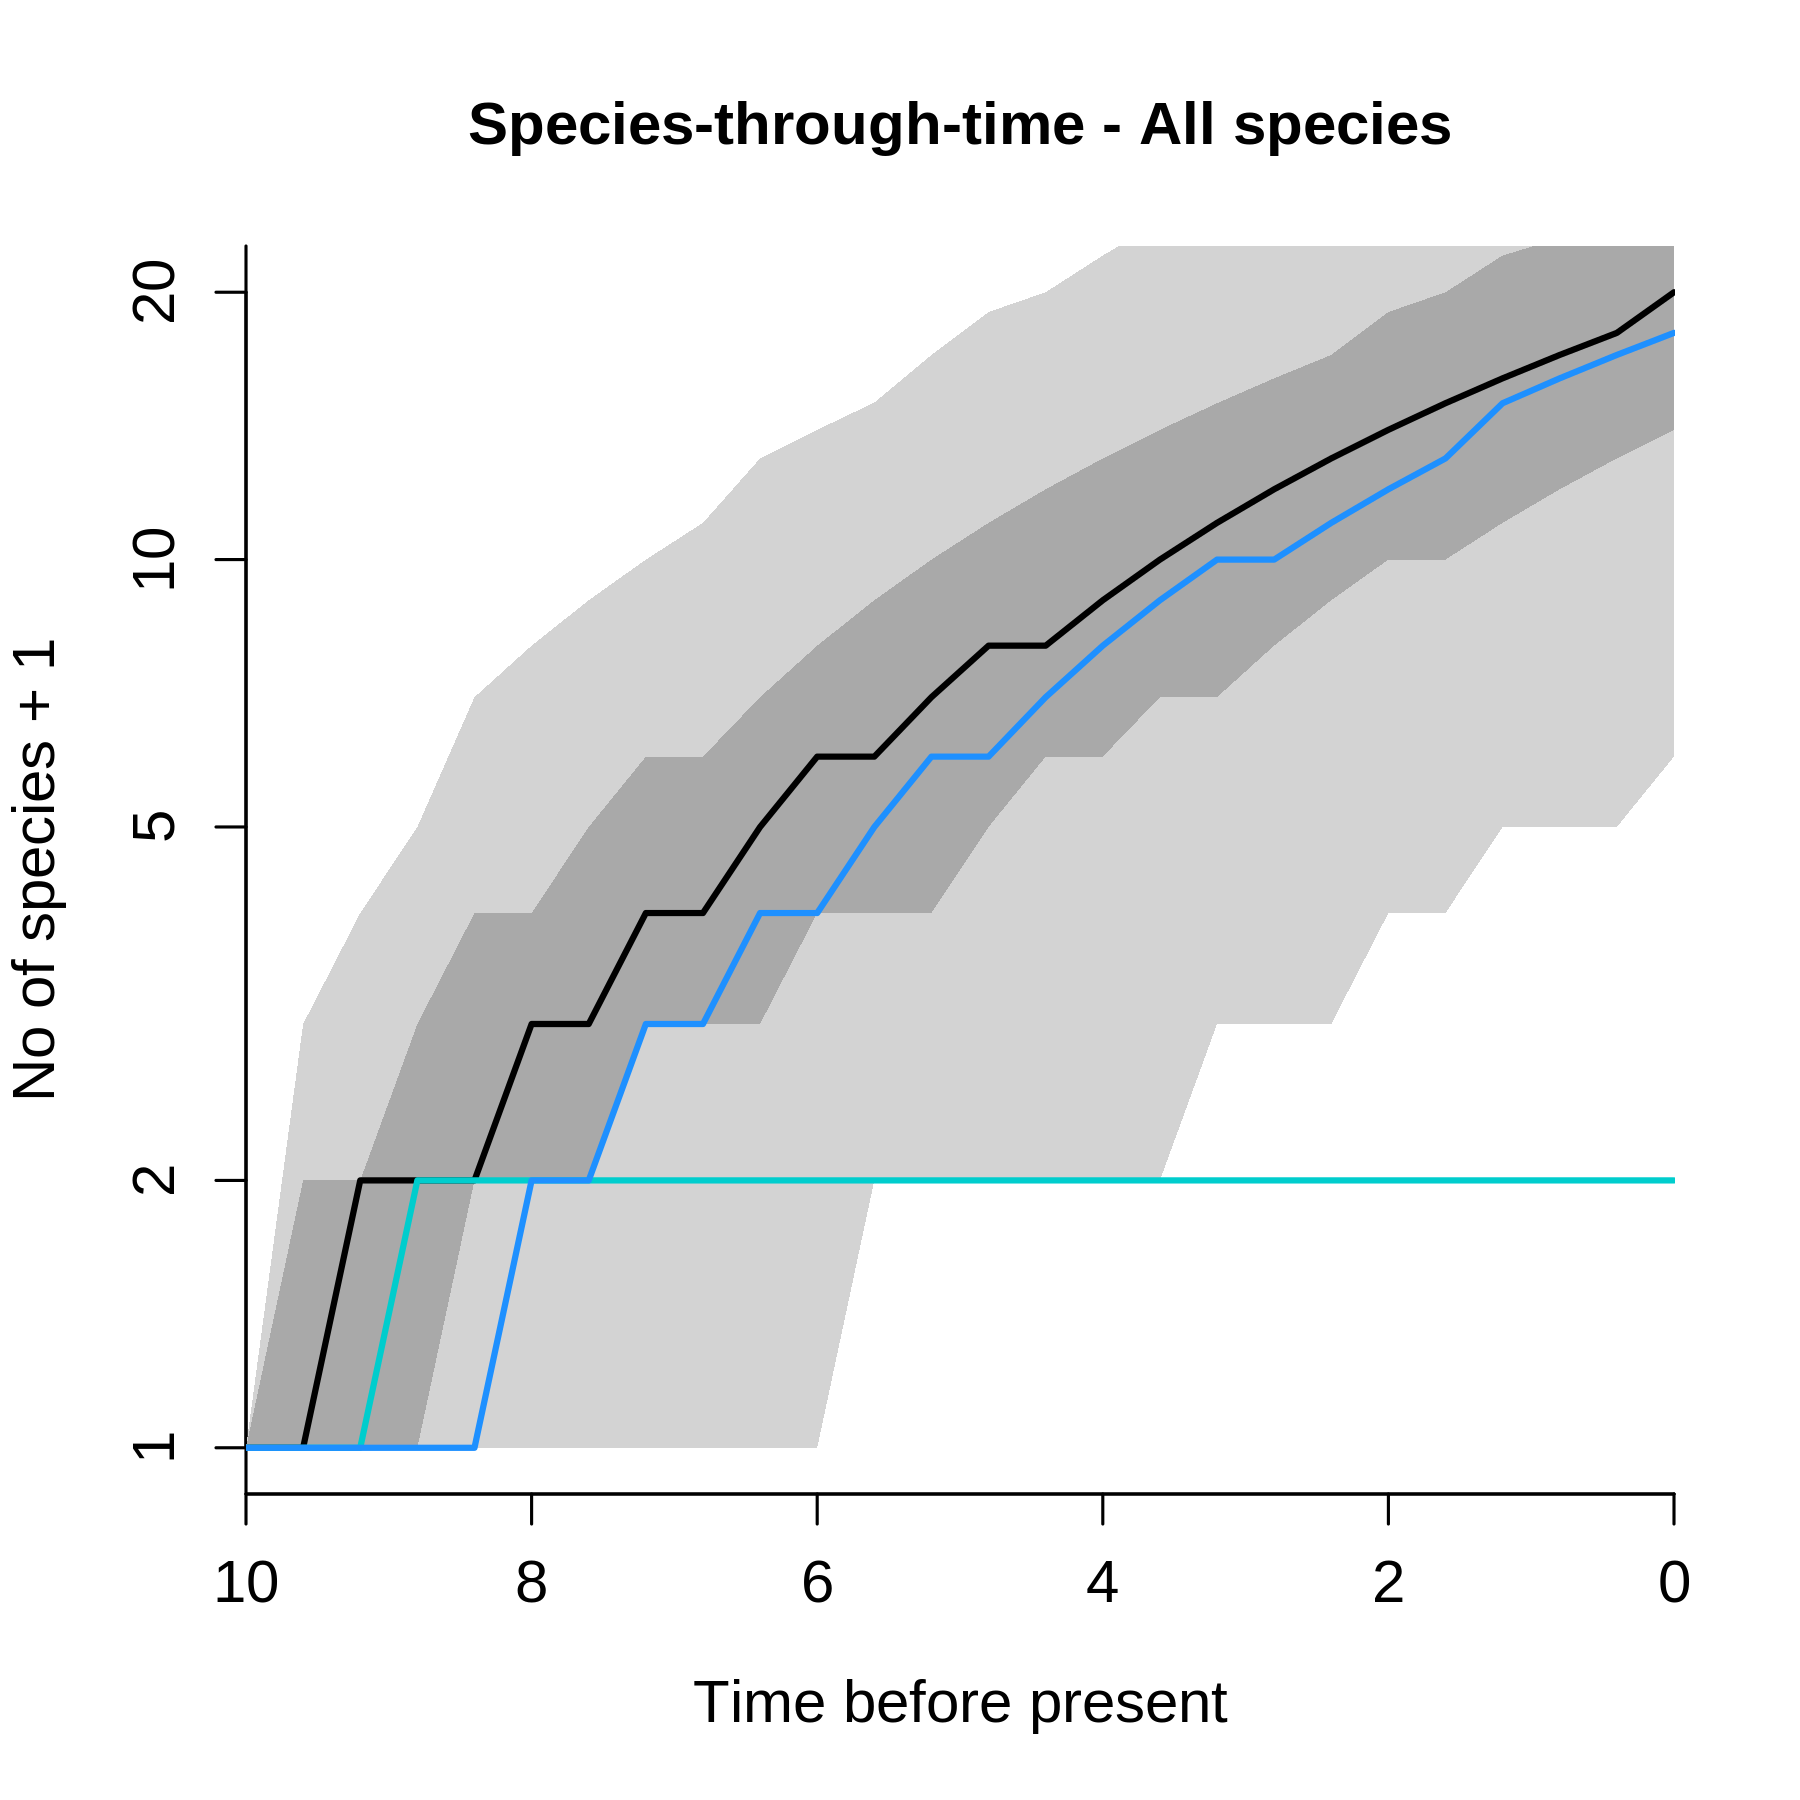 Species-through-time - All species
No of species + 1
20
10
5
2
1
10 8 6 4 2 0
Time before present